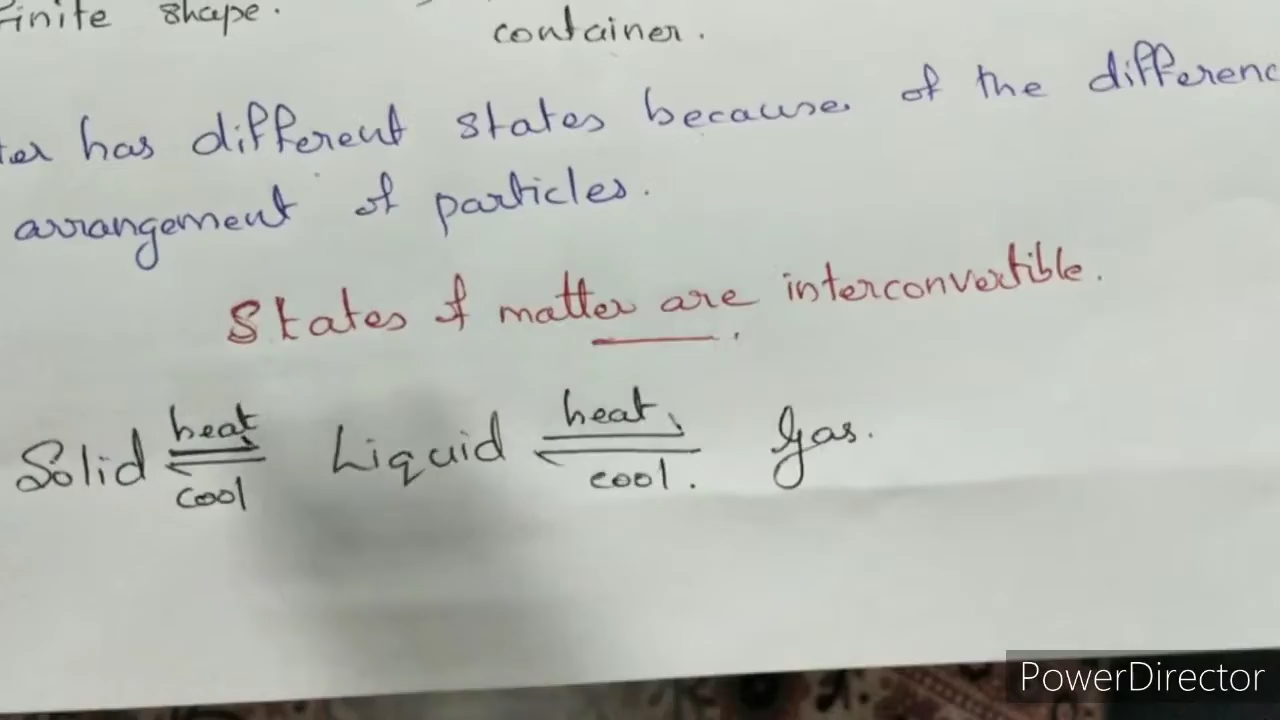 finite shape.
container.
ter has different states because of the differenc
arrangement of particles.
States of matter are interconvertible.
Solid heat cool Liquid heat cool. Gas.
PowerDirector